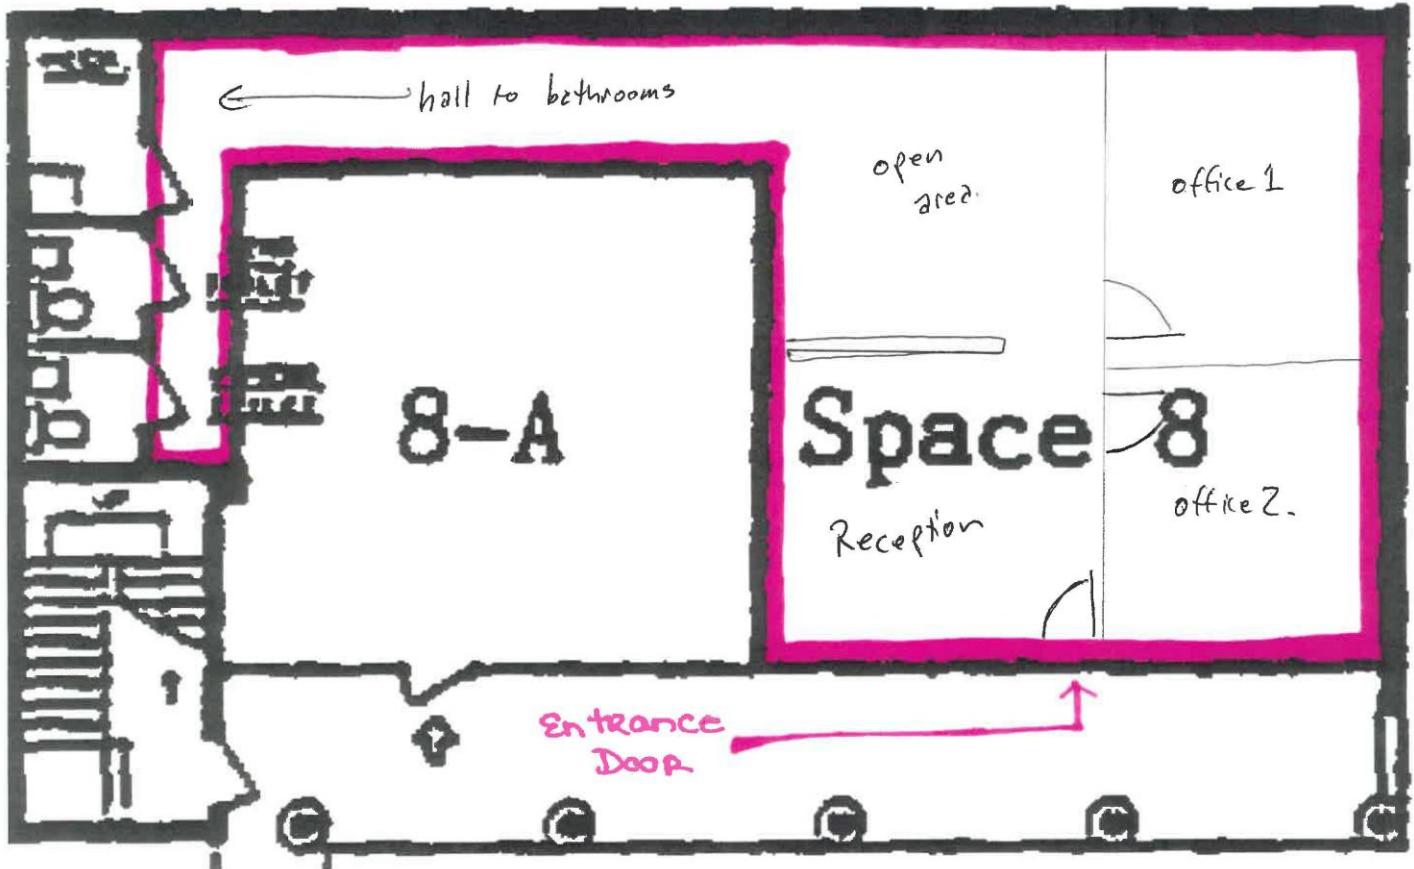 hall to bathrooms
open
area.
office 1
8-A
Space 8
office 2.
Reception
Entrance
Door